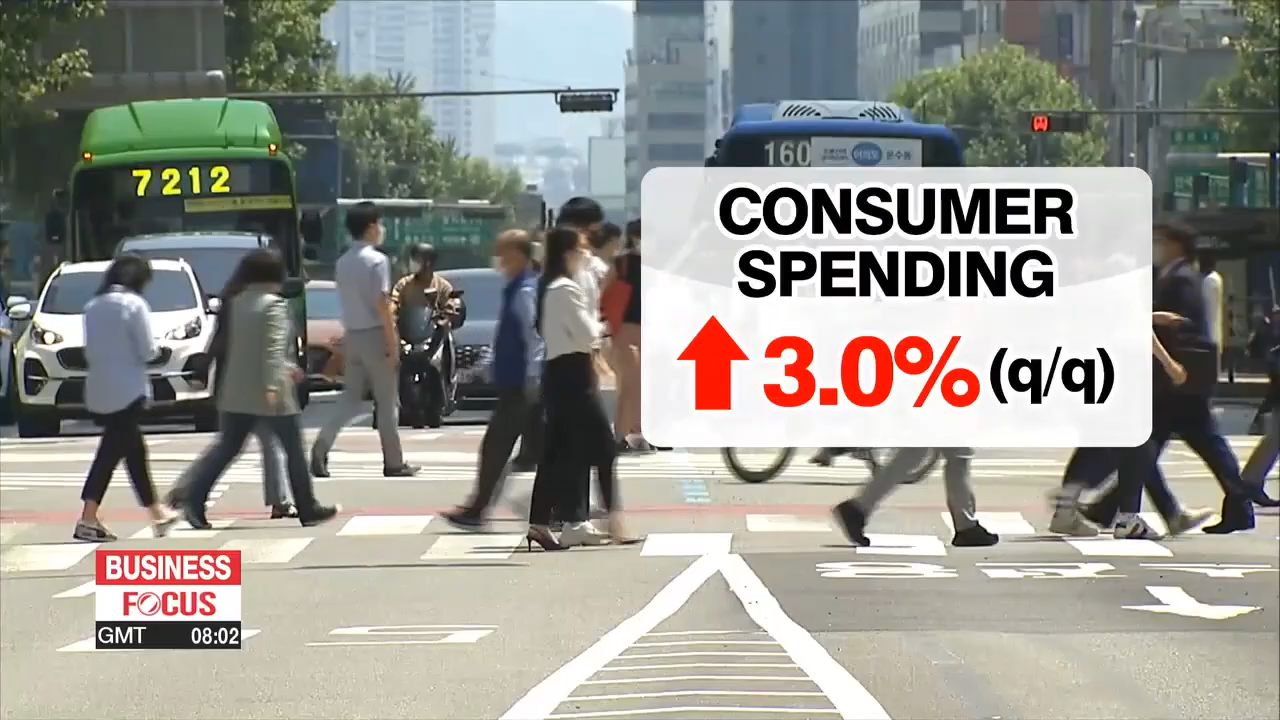 7212
160
CONSUMER
SPENDING
3.0% (q/q)
BUSINESS
FOCUS
GMT 08:02